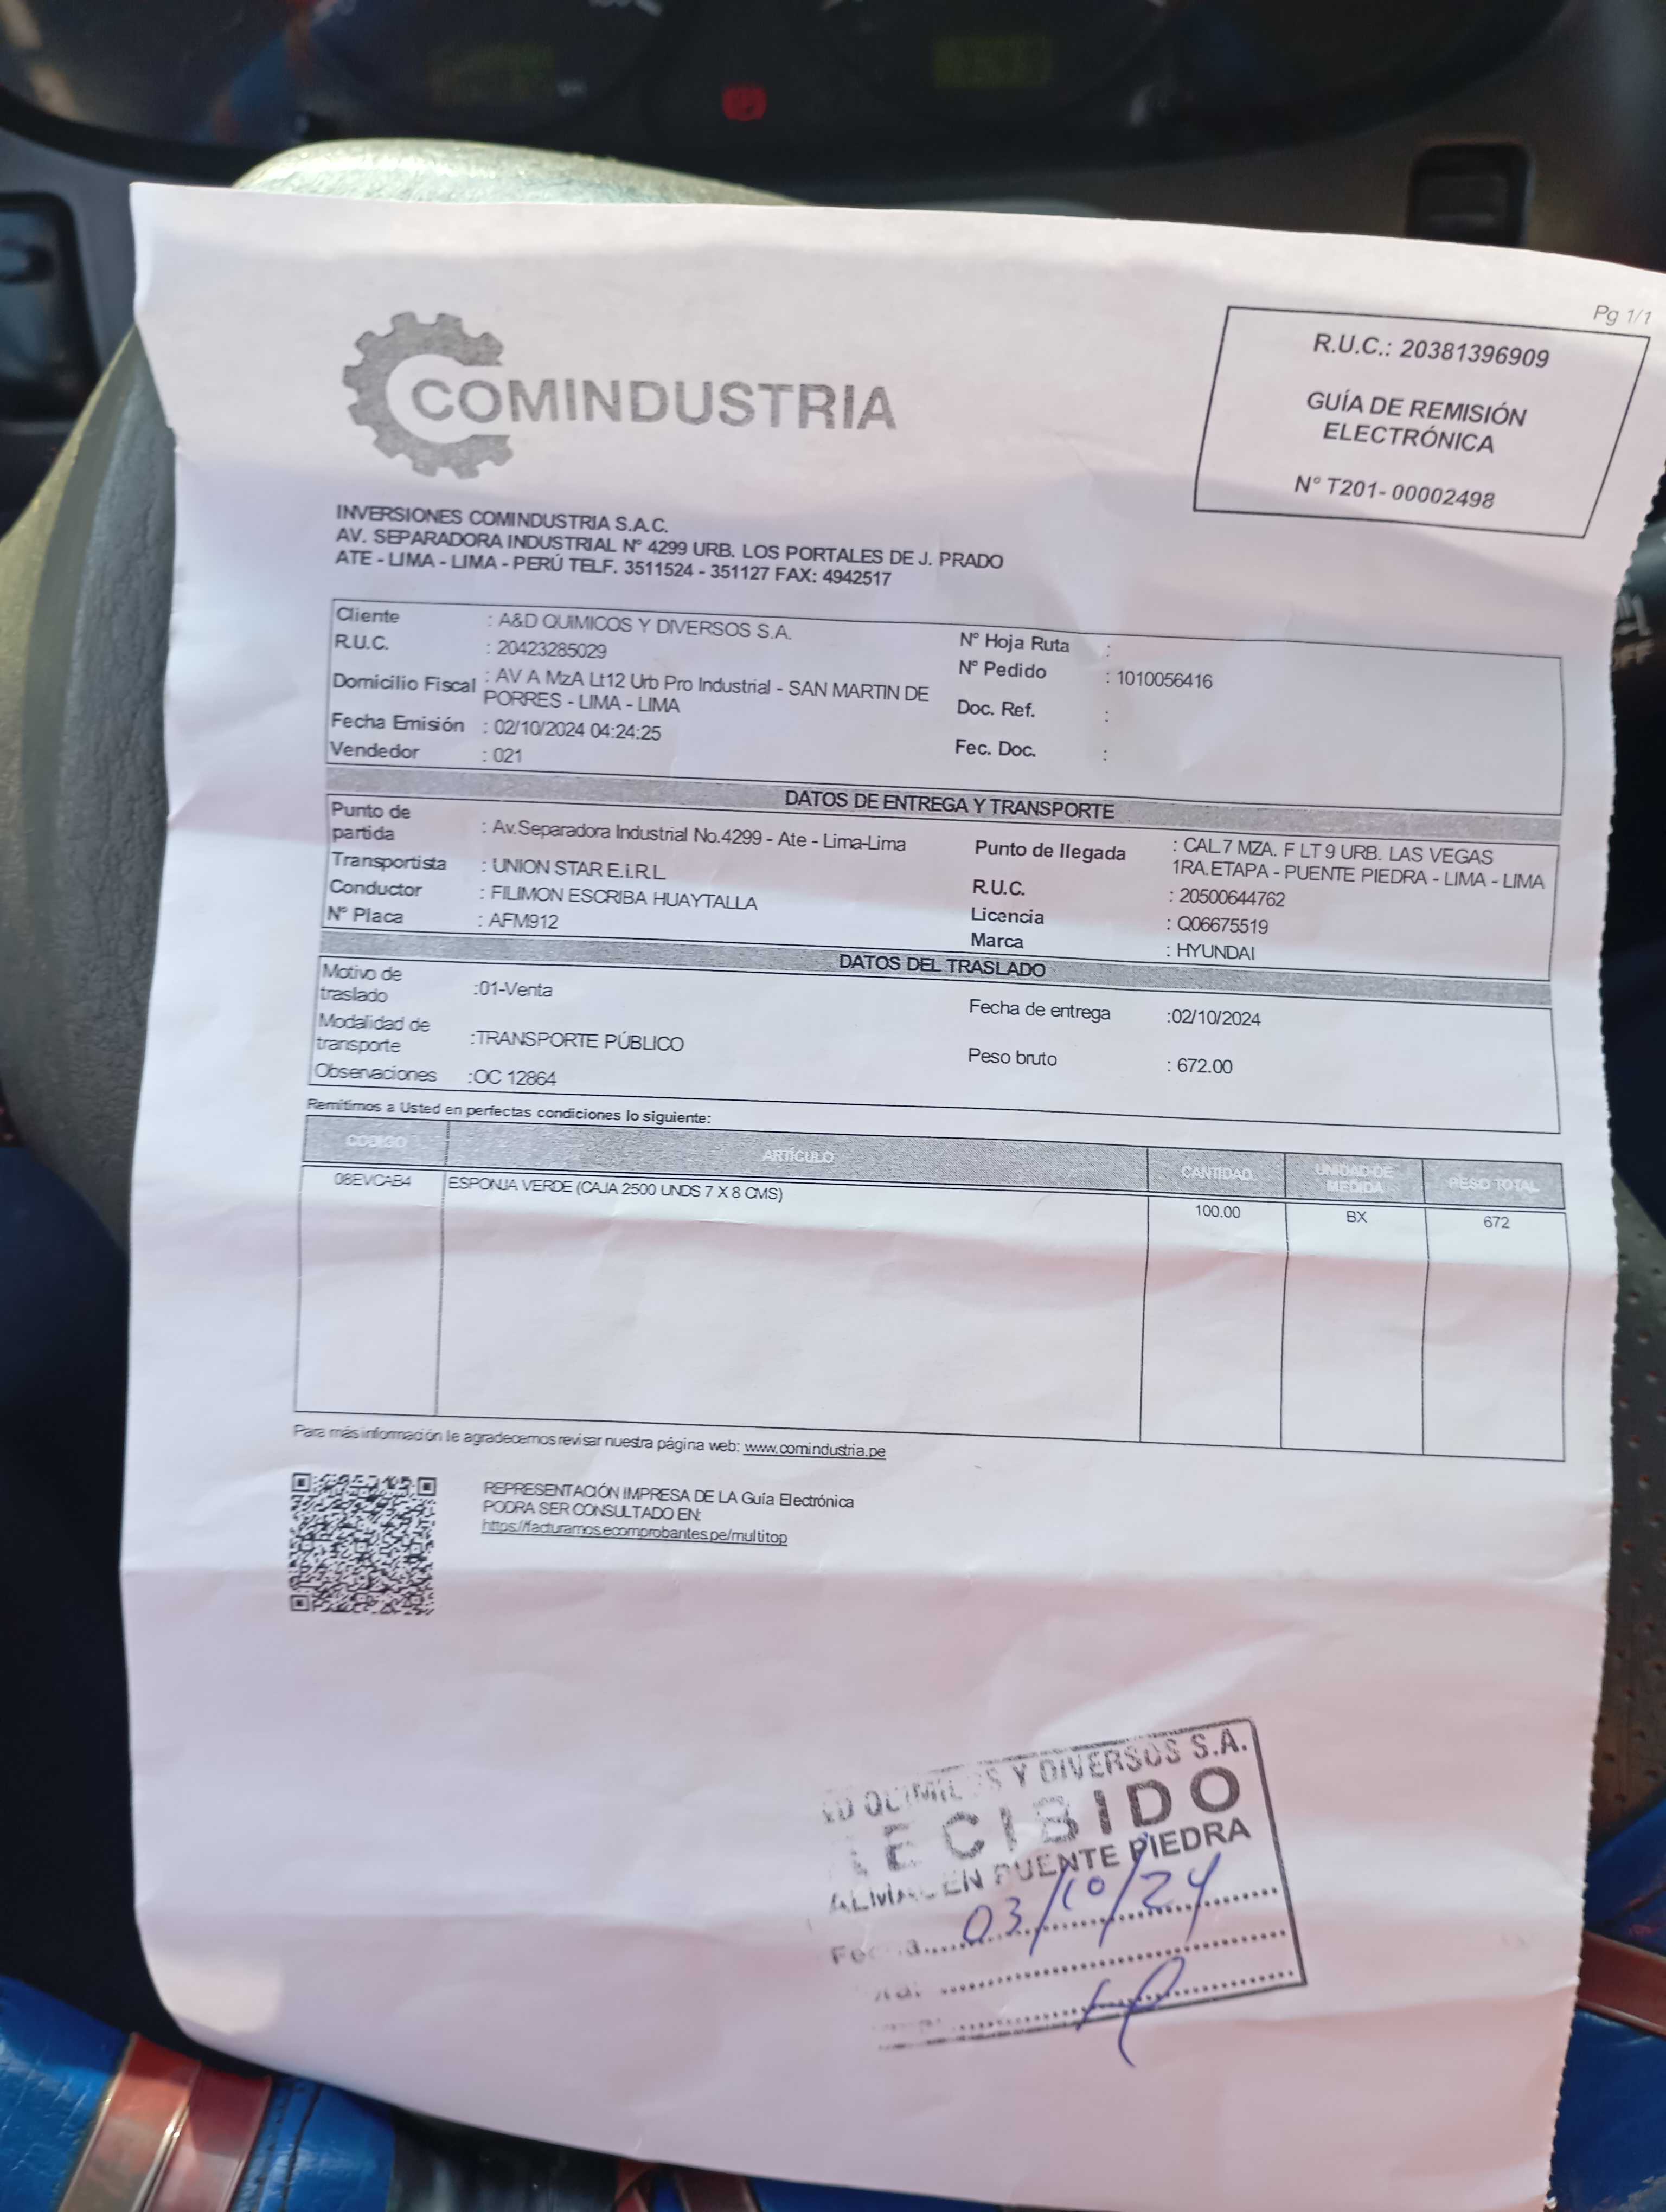 Pg 1/1
COMINDUSTRIA
R.U.C.: 20381396909
GUÍA DE REMISIÓN
ELECTRÓNICA
N° T201- 00002498
INVERSIONES COMINDUSTRIA S.A.C.
AV. SEPARADORA INDUSTRIAL N° 4299 URB. LOS PORTALES DE J. PRADO
ATE - LIMA - LIMA - PERÚ TELF. 3511524 - 351127 FAX: 4942517
Cliente : A&D QUIMICOS Y DIVERSOS S.A.
R.U.C. : 20423285029
Domicilio Fiscal : AV A MzA Lt12 Urb Pro Industrial - SAN MARTIN DE
PORRES - LIMA - LIMA
Fecha Emisión : 02/10/2024 04:24:25
Vendedor : 021
N° Hoja Ruta :
N° Pedido : 1010056416
Doc. Ref. :
Fec. Doc. :
DATOS DE ENTREGA Y TRANSPORTE
Punto de
partida : Av.Separadora Industrial No.4299 - Ate - Lima-Lima
Transportista : UNION STAR E.i.R.L
Conductor : FILIMON ESCRIBA HUAYTALLA
N° Placa : AFM912
Punto de llegada : CAL 7 MZA. F LT 9 URB. LAS VEGAS
1RA.ETAPA - PUENTE PIEDRA - LIMA - LIMA
R.U.C. : 20500644762
Licencia : Q06675519
Marca : HYUNDAI
DATOS DEL TRASLADO
Motivo de
traslado :01-Venta
Modalidad de
transporte :TRANSPORTE PÚBLICO
Observaciones :OC 12864
Fecha de entrega :02/10/2024
Peso bruto : 672.00
Remitimos a Usted en perfectas condiciones lo siguiente:
CÓDIGO ARTÍCULO CANTIDAD UNIDAD DE MEDIDA PESO TOTAL
08EVCAB4 ESPONJA VERDE (CAJA 2500 UNDS 7 X 8 CMS) 100.00 BX 672
Para más información le agradecemos revisar nuestra página web: www.comindustria.pe
REPRESENTACIÓN IMPRESA DE LA Guía Electrónica
PODRA SER CONSULTADO EN:
https://facturamos.ecomprobantes.pe/multitop
Y DIVERSOS S.A.
RECIBIDO
ALMACEN PUENTE PIEDRA
Fecha 03/10/24